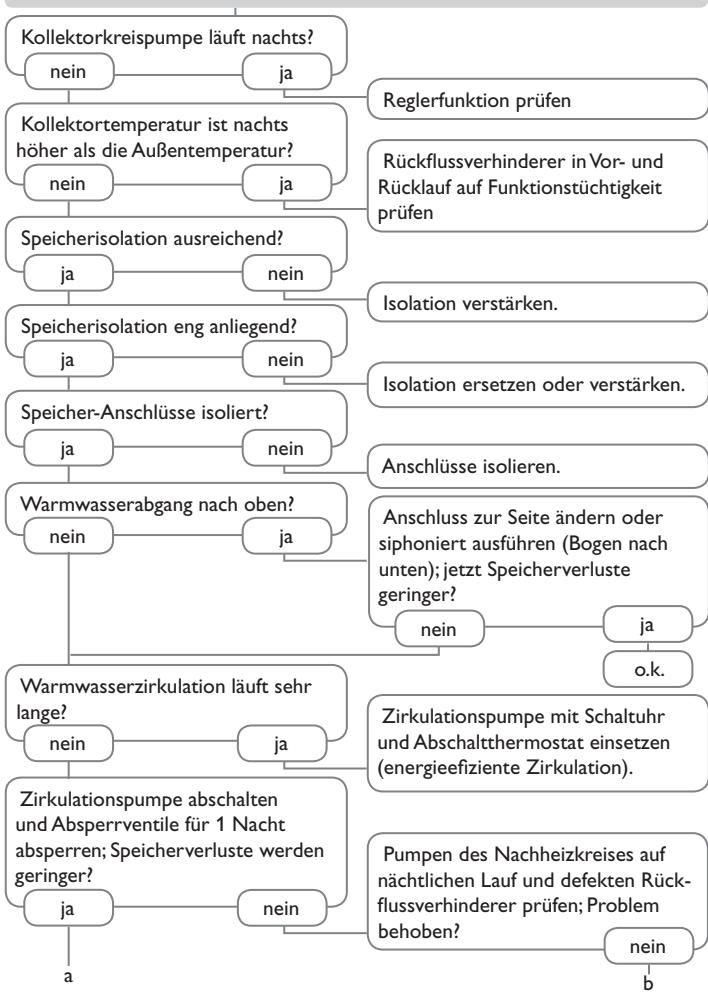 Kollektorkreispumpe läuft nachts?
nein
ja
Reglerfunktion prüfen
Kollektortemperatur ist nachts
höher als die Außentemperatur?
nein
ja
Rückflussverhinderer in Vor- und
Rücklauf auf Funktionstüchtigkeit
prüfen
Speicherisolation ausreichend?
ja
nein
Isolation verstärken.
Speicherisolation eng anliegend?
ja
nein
Isolation ersetzen oder verstärken.
Speicher-Anschlüsse isoliert?
ja
nein
Anschlüsse isolieren.
Warmwasserabgang nach oben?
nein
ja
Anschluss zur Seite ändern oder
siphoniert ausführen (Bogen nach
unten); jetzt Speicherverluste
geringer?
nein
ja
o.k.
Warmwasserzirkulation läuft sehr
lange?
nein
ja
Zirkulationspumpe mit Schaltuhr
und Abschaltthermostat einsetzen
(energieefiziente Zirkulation).
Zirkulationspumpe abschalten
und Absperrventile für 1 Nacht
absperren; Speicherverluste werden
geringer?
ja
nein
Pumpen des Nachheizkreises auf
nächtlichen Lauf und defekten Rück-
flussverhinderer prüfen; Problem
behoben?
nein
a
b